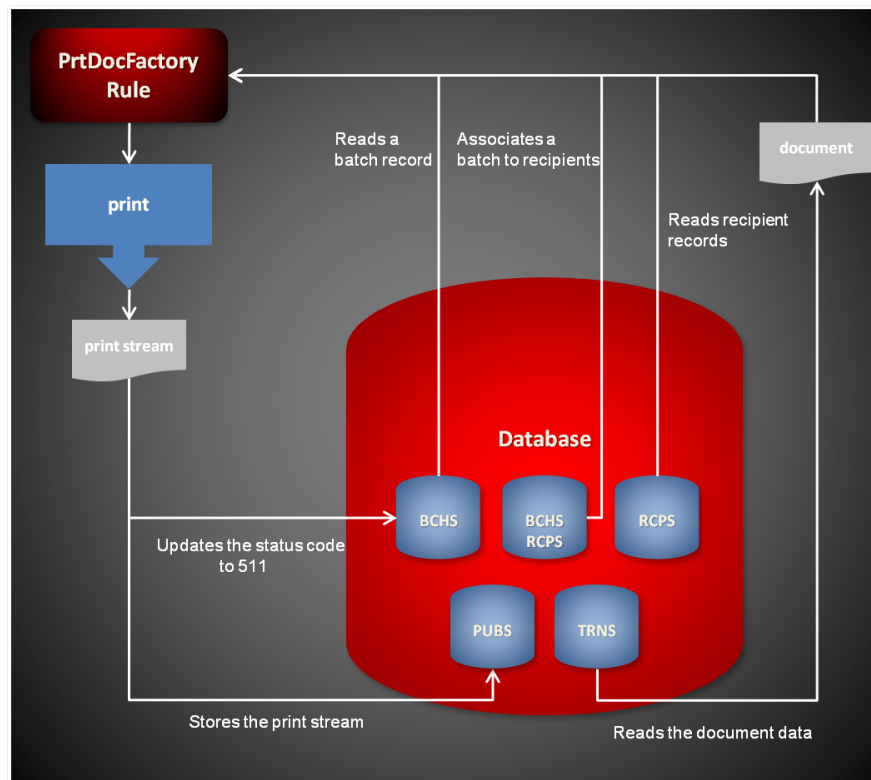 PrtDocFactory
Rule
Reads a
batch record
Associates a
batch to recipients
document
print
Reads recipient
records
print stream
Database
BCHS
BCHS
RCPS
RCPS
Updates the status code
to 511
PUBS
TRNS
Stores the print stream
Reads the document data